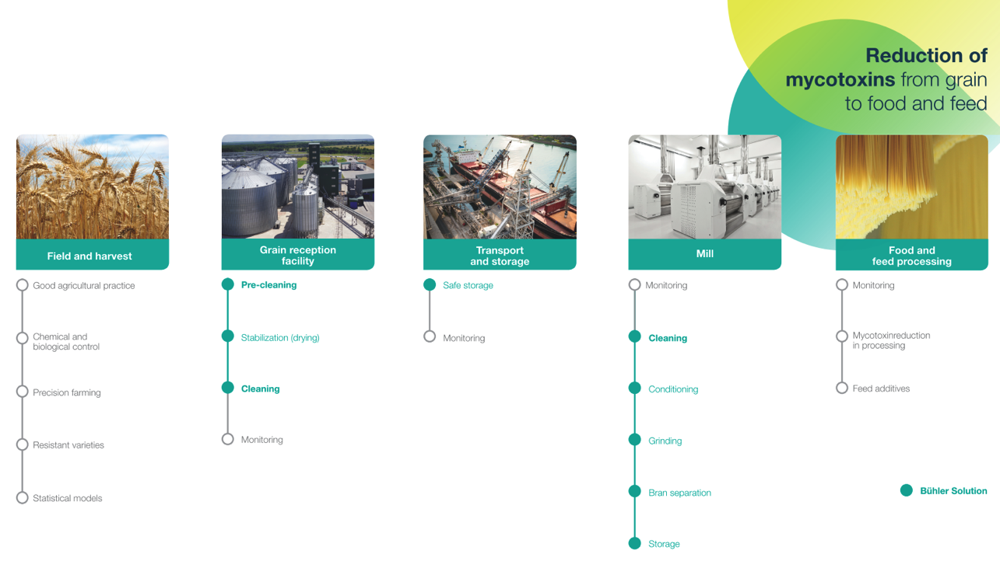 Reduction of
mycotoxins from grain
to food and feed
Field and harvest
Good agricultural practice
Chemical and
biological control
Precision farming
Resistant varieties
Statistical models
Grain reception
facility
Pre-cleaning
Stabilization (drying)
Cleaning
Monitoring
Transport
and storage
Safe storage
Monitoring
Mill
Monitoring
Cleaning
Conditioning
Grinding
Bran separation
Storage
Food and
feed processing
Monitoring
Mycotoxinreduction
in processing
Feed additives
Bühler Solution